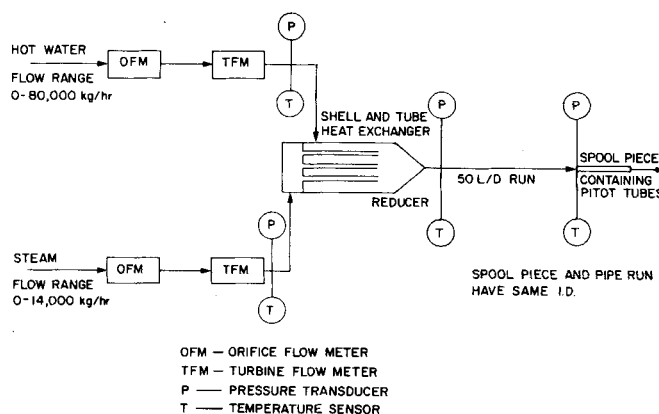 HOT WATER
FLOW RANGE
0-80,000 kg/hr
OFM
TFM
P
T
SHELL AND TUBE
HEAT EXCHANGER
REDUCER
P
T
50 L/D RUN
P
T
SPOOL PIECE
CONTAINING
PITOT TUBES
STEAM
FLOW RANGE
0-14,000 kg/hr
OFM
TFM
P
T
SPOOL PIECE AND PIPE RUN
HAVE SAME I.D.
OFM — ORIFICE FLOW METER
TFM — TURBINE FLOW METER
P — PRESSURE TRANSDUCER
T — TEMPERATURE SENSOR